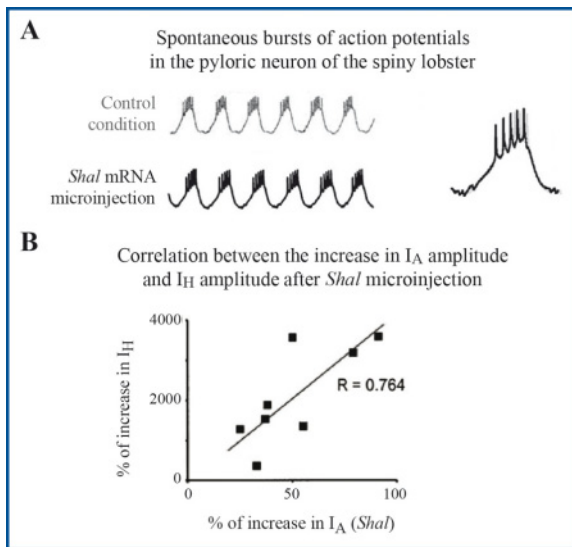 A
Spontaneous bursts of action potentials
in the pyloric neuron of the spiny lobster
Control
condition
Shal mRNA
microinjection
B
Correlation between the increase in IA amplitude
and IH amplitude after Shal microinjection
% of increase in IH
4000
2000
0
R = 0.764
0 50 100
% of increase in IA (Shal)